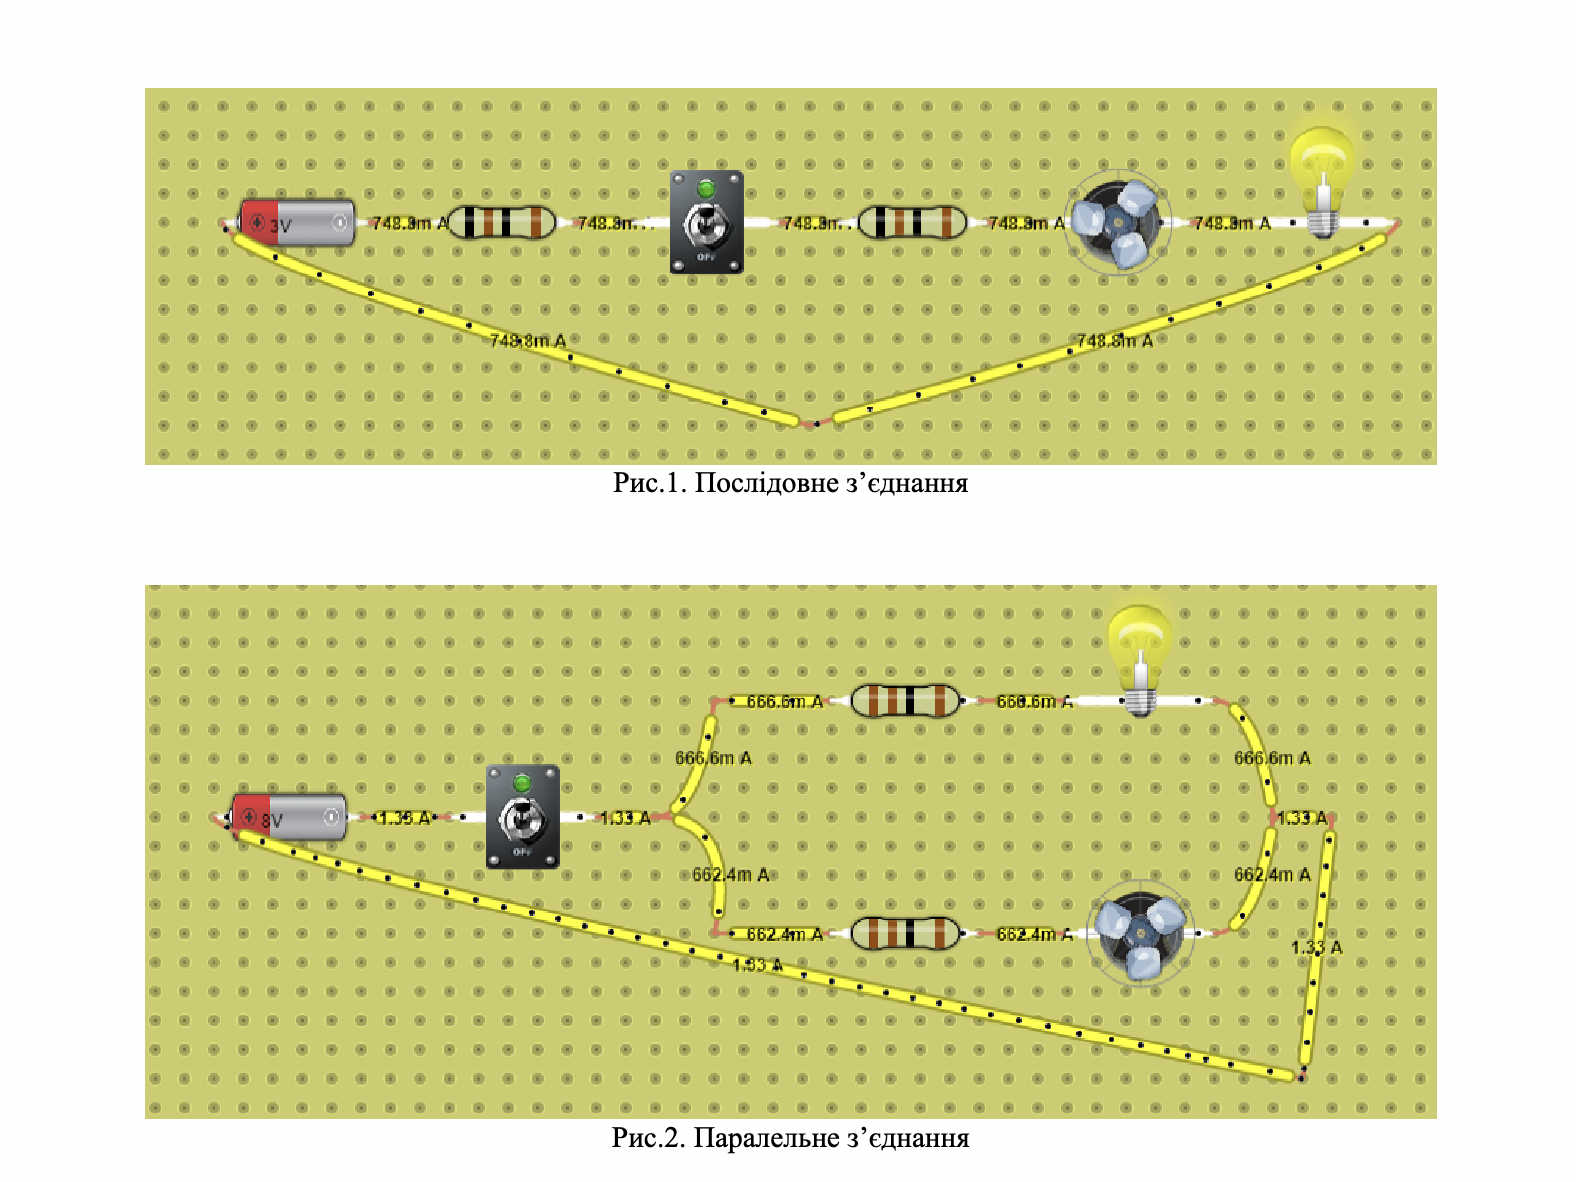 3V 748.8m A 748.8m... 748.8m... 748.8m A 748.8m A
OFF
748.8m A 748.8m A
Рис.1. Послідовне з’єднання
666.6m A 666.6m A
666.6m A 666.6m A
8V 1.33 A 1.33 A 1.33 A
OFF
662.4m A 662.4m A
662.4m A 662.4m A
1.33 A
1.33 A
Рис.2. Паралельне з’єднання